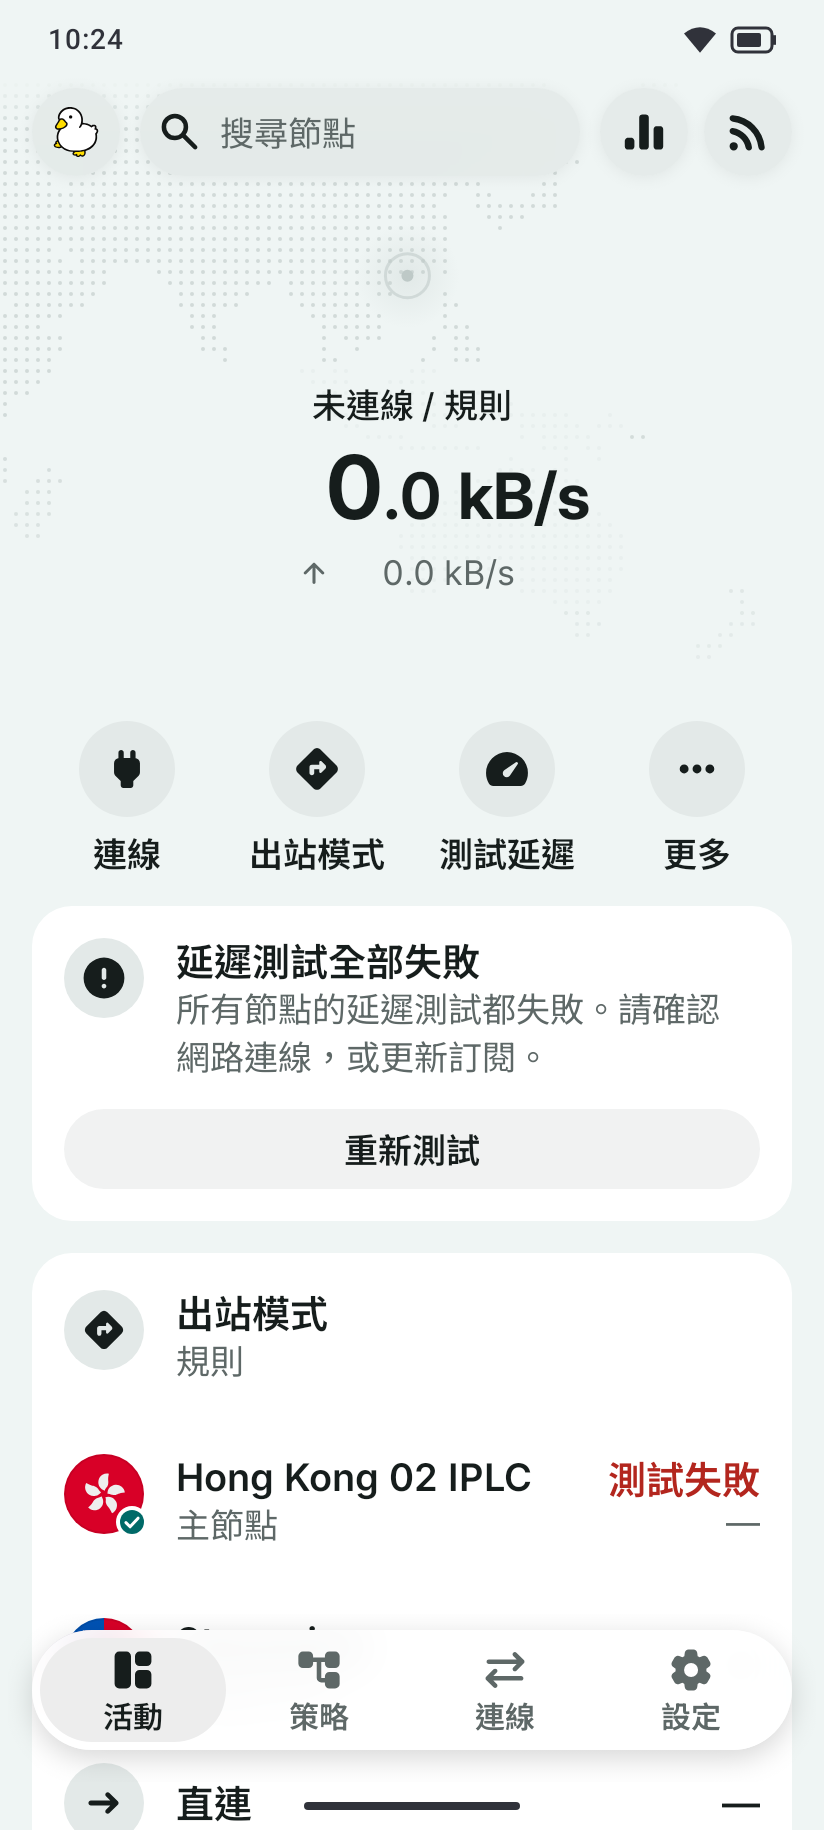 10:24
搜尋節點
未連線 / 規則
0.0 kB/s
0.0 kB/s
連線
出站模式
測試延遲
更多
延遲測試全部失敗
所有節點的延遲測試都失敗。請確認
網路連線，或更新訂閱。
重新測試
出站模式
規則
Hong Kong 02 IPLC
測試失敗
主節點
—
活動
策略
連線
設定
直連
—